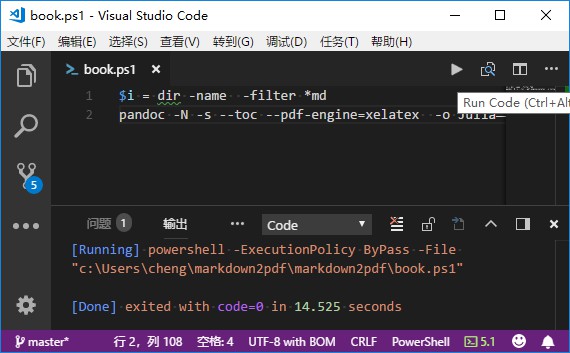 book.ps1 - Visual Studio Code
文件(F) 编辑(E) 选择(S) 查看(V) 转到(G) 调试(D) 任务(T) 帮助(H)
book.ps1
1 $i = dir -name -filter *md
2 pandoc -N -s --toc --pdf-engine=xelatex -o Julia
Run Code (Ctrl+Alt
5
问题 1 输出 Code
[Running] powershell -ExecutionPolicy ByPass -File
"c:\Users\cheng\markdown2pdf\markdown2pdf\book.ps1"
[Done] exited with code=0 in 14.525 seconds
master* 行 2，列 108 空格: 4 UTF-8 with BOM CRLF PowerShell 5.1